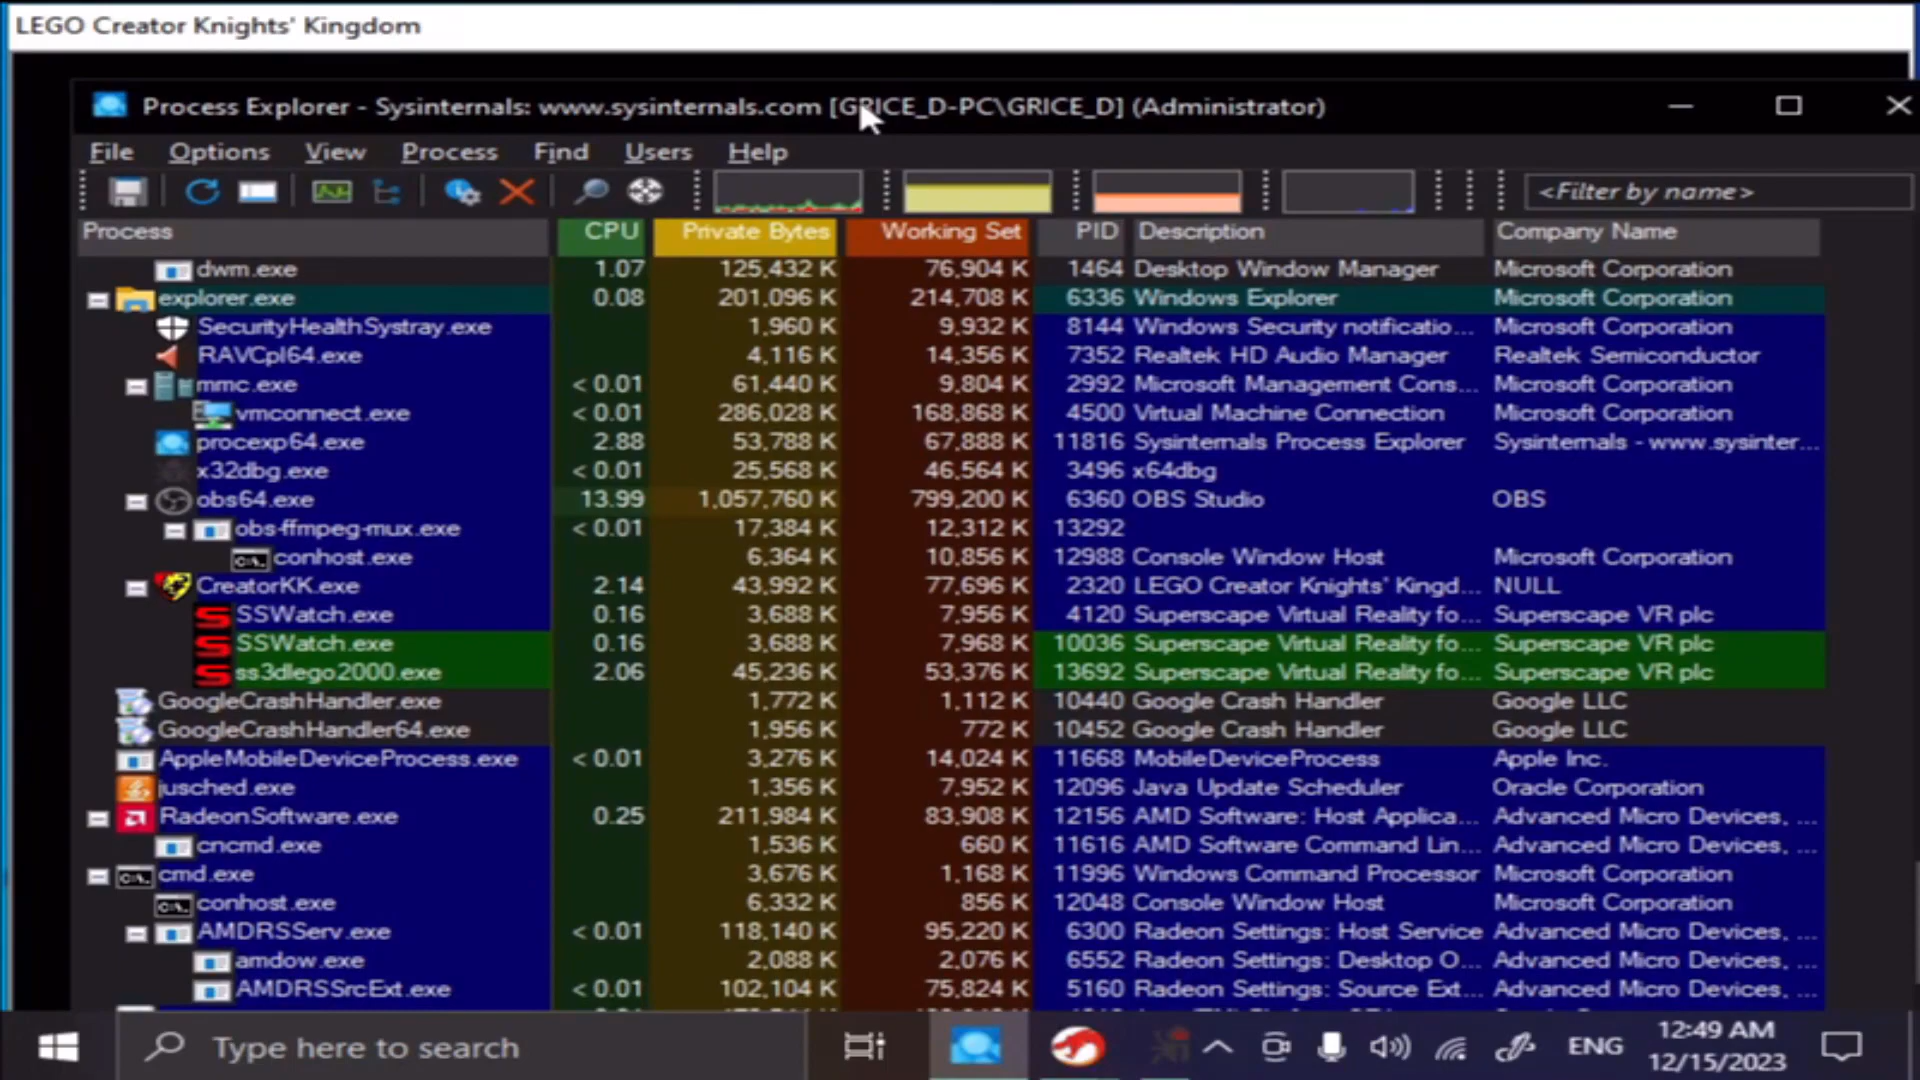 LEGO Creator Knights' Kingdom
Process Explorer - Sysinternals: www.sysinternals.com [GRICE_D-PC\GRICE_D] (Administrator)
File Options View Process Find Users Help
<Filter by name>
Process CPU Private Bytes Working Set PID Description Company Name
dwm.exe 1.07 125,432 K 76,904 K 1464 Desktop Window Manager Microsoft Corporation
explorer.exe 0.08 201,096 K 214,708 K 6336 Windows Explorer Microsoft Corporation
SecurityHealthSystray.exe 1,960 K 9,932 K 8144 Windows Security notificatio... Microsoft Corporation
RAVCpl64.exe 4,116 K 14,356 K 7352 Realtek HD Audio Manager Realtek Semiconductor
mmc.exe < 0.01 61,440 K 9,804 K 2992 Microsoft Management Cons... Microsoft Corporation
vmconnect.exe < 0.01 286,028 K 168,868 K 4500 Virtual Machine Connection Microsoft Corporation
procexp64.exe 2.88 53,788 K 67,888 K 11816 Sysinternals Process Explorer Sysinternals - www.sysinter...
x32dbg.exe < 0.01 25,568 K 46,564 K 3496 x64dbg
obs64.exe 13.99 1,057,760 K 799,200 K 6360 OBS Studio OBS
obs-ffmpeg-mux.exe < 0.01 17,384 K 12,312 K 13292
conhost.exe 6,364 K 10,856 K 12988 Console Window Host Microsoft Corporation
CreatorKK.exe 2.14 43,992 K 77,696 K 2320 LEGO Creator Knights' Kingd... NULL
SSWatch.exe 0.16 3,688 K 7,956 K 4120 Superscape Virtual Reality fo... Superscape VR plc
SSWatch.exe 0.16 3,688 K 7,968 K 10036 Superscape Virtual Reality fo... Superscape VR plc
ss3dlego2000.exe 2.06 45,236 K 53,376 K 13692 Superscape Virtual Reality fo... Superscape VR plc
GoogleCrashHandler.exe 1,772 K 1,112 K 10440 Google Crash Handler Google LLC
GoogleCrashHandler64.exe 1,956 K 772 K 10452 Google Crash Handler Google LLC
AppleMobileDeviceProcess.exe < 0.01 3,276 K 14,024 K 11668 MobileDeviceProcess Apple Inc.
jusched.exe 1,356 K 7,952 K 12096 Java Update Scheduler Oracle Corporation
RadeonSoftware.exe 0.25 211,984 K 83,908 K 12156 AMD Software: Host Applica... Advanced Micro Devices, ...
cncmd.exe 1,536 K 660 K 11616 AMD Software Command Lin... Advanced Micro Devices, ...
cmd.exe 3,676 K 1,168 K 11996 Windows Command Processor Microsoft Corporation
conhost.exe 6,332 K 856 K 12048 Console Window Host Microsoft Corporation
AMDRSServ.exe < 0.01 118,140 K 95,220 K 6300 Radeon Settings: Host Service Advanced Micro Devices, ...
amdow.exe 2,088 K 2,076 K 6552 Radeon Settings: Desktop O... Advanced Micro Devices, ...
AMDRSSrcExt.exe < 0.01 102,104 K 75,824 K 5160 Radeon Settings: Source Ext... Advanced Micro Devices, ...
Type here to search
ENG
12:49 AM
12/15/2023